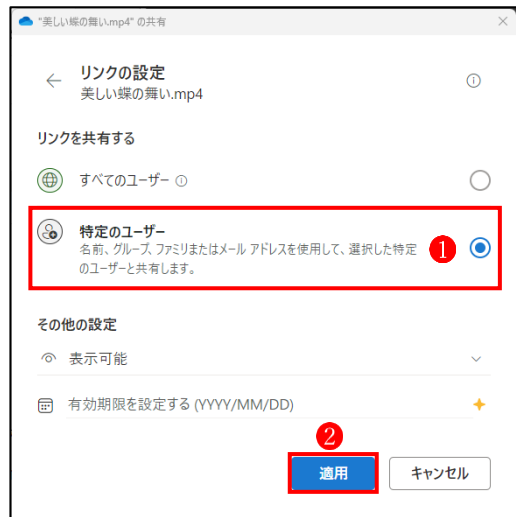 "美しい蝶の舞い.mp4" の共有
リンクの設定
美しい蝶の舞い.mp4
リンクを共有する
すべてのユーザー
特定のユーザー
名前、グループ、ファミリまたはメール アドレスを使用して、選択した特定
のユーザーと共有します。
1
その他の設定
表示可能
有効期限を設定する (YYYY/MM/DD)
2
適用
キャンセル